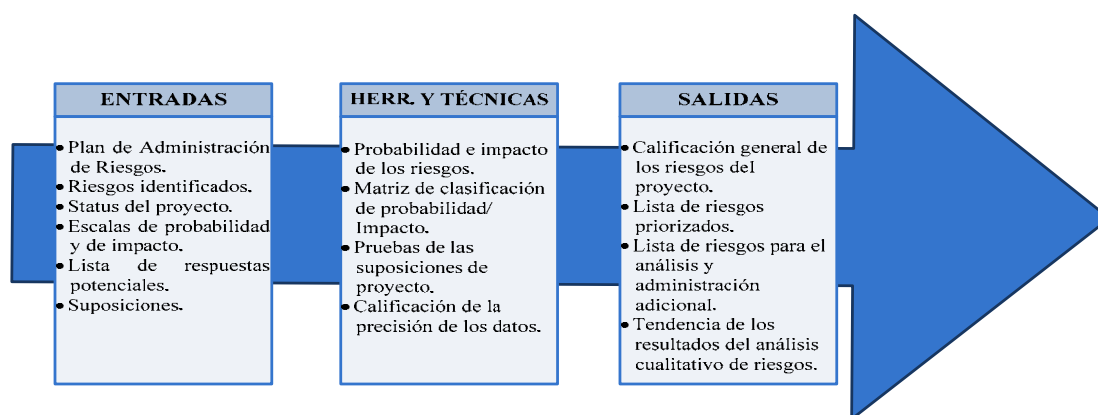 ENTRADAS
• Plan de Administración
de Riesgos.
• Riesgos identificados.
• Status del proyecto.
• Escalas de probabilidad
y de impacto.
• Lista de respuestas
potenciales.
• Suposiciones.
HERR. Y TÉCNICAS
• Probabilidad e impacto
de los riesgos.
• Matriz de clasificación
de probabilidad/
Impacto.
• Pruebas de las
suposiciones de
proyecto.
• Calificación de la
precisión de los datos.
SALIDAS
• Calificación general de
los riesgos del
proyecto.
• Lista de riesgos
priorizados.
• Lista de riesgos para el
análisis y
administración
adicional.
• Tendencia de los
resultados del análisis
cualitativo de riesgos.